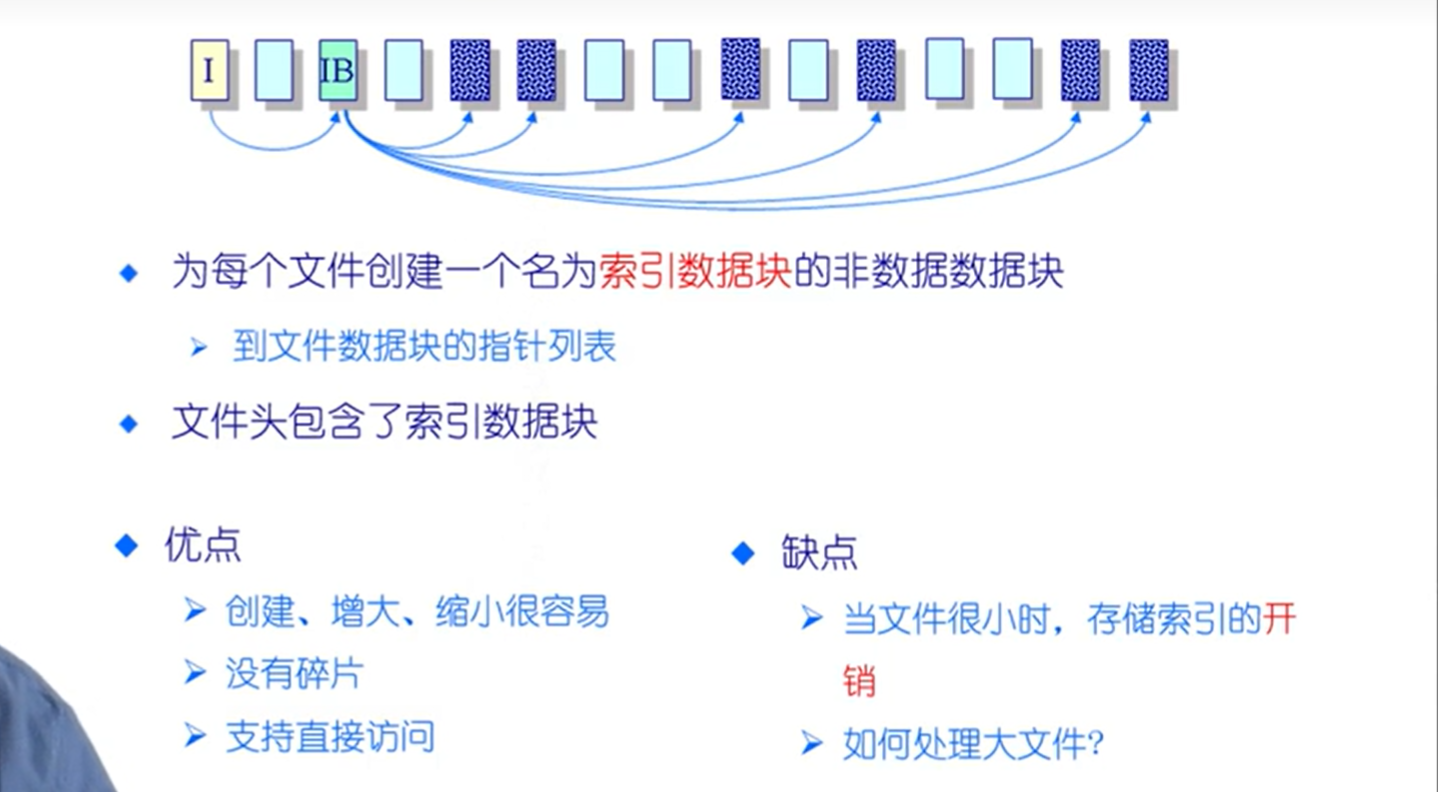 I IB
为每个文件创建一个名为索引数据块的非数据数据块
到文件数据块的指针列表
文件头包含了索引数据块
优点
创建、增大、缩小很容易
没有碎片
支持直接访问
缺点
当文件很小时，存储索引的开
销
如何处理大文件?